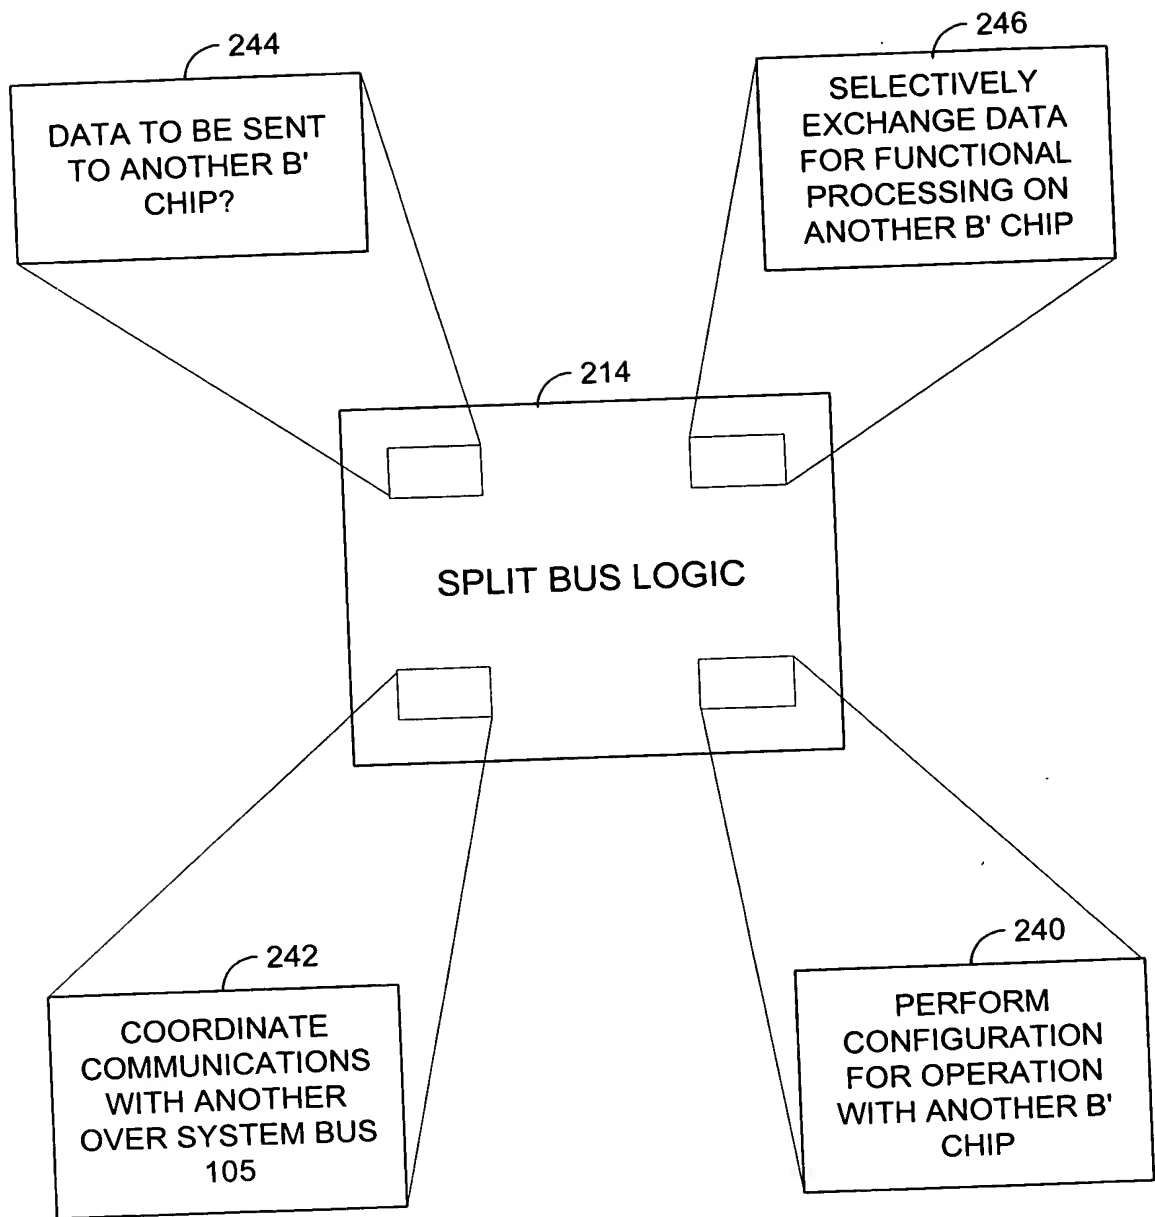 244
DATA TO BE SENT
TO ANOTHER B'
CHIP?
246
SELECTIVELY
EXCHANGE DATA
FOR FUNCTIONAL
PROCESSING ON
ANOTHER B' CHIP
214
SPLIT BUS LOGIC
242
COORDINATE
COMMUNICATIONS
WITH ANOTHER
OVER SYSTEM BUS
105
240
PERFORM
CONFIGURATION
FOR OPERATION
WITH ANOTHER B'
CHIP